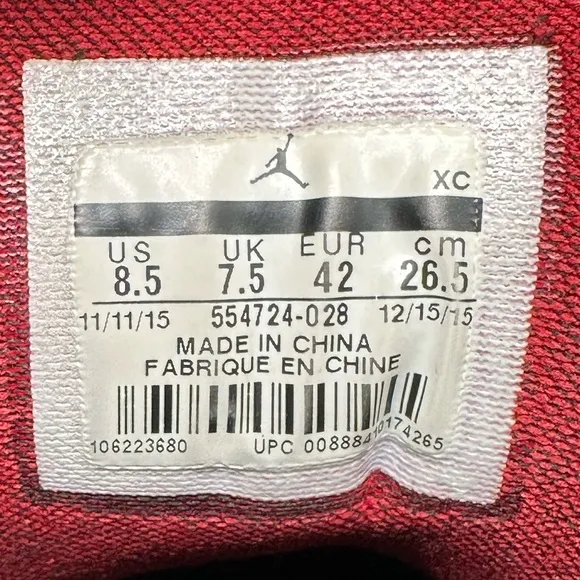 XC
US UK EUR cm
8.5 7.5 42 26.5
11/11/15 554724-028 12/15/15
MADE IN CHINA
FABRIQUE EN CHINE
106223680 UPC 00888410174265